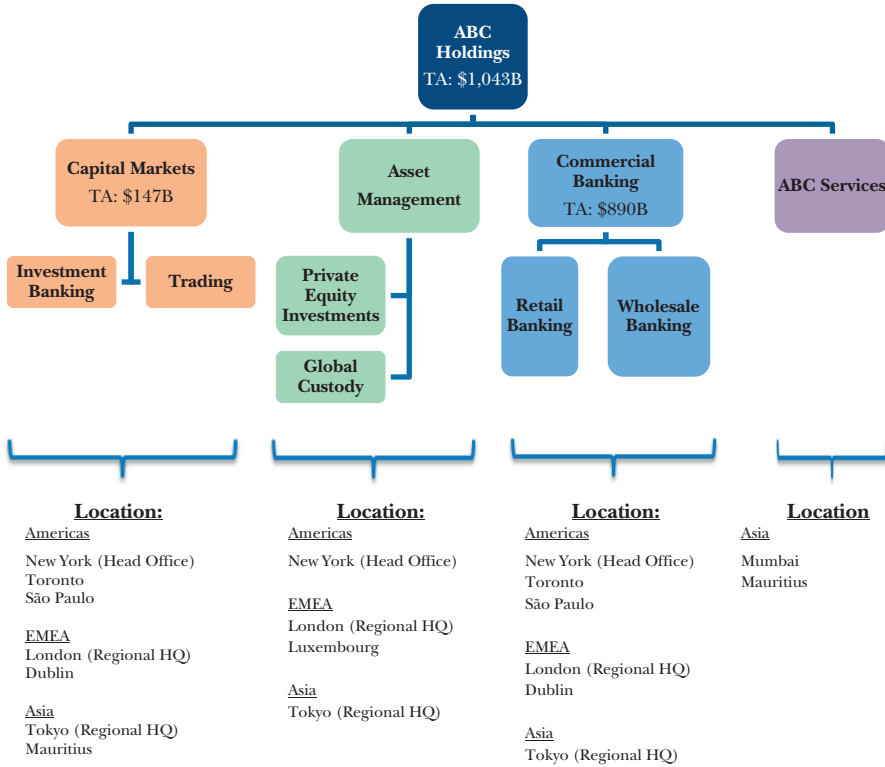 ABC
Holdings
TA: $1,043B
Capital Markets
TA: $147B
Asset
Management
Commercial
Banking
TA: $890B
ABC Services
Investment
Banking
Trading
Private
Equity
Investments
Global
Custody
Retail
Banking
Wholesale
Banking
Location:
Americas
New York (Head Office)
Toronto
São Paulo
EMEA
London (Regional HQ)
Dublin
Asia
Tokyo (Regional HQ)
Mauritius
Location:
Americas
New York (Head Office)
EMEA
London (Regional HQ)
Luxembourg
Asia
Tokyo (Regional HQ)
Location:
Americas
New York (Head Office)
Toronto
São Paulo
EMEA
London (Regional HQ)
Dublin
Asia
Tokyo (Regional HQ)
Location
Asia
Mumbai
Mauritius